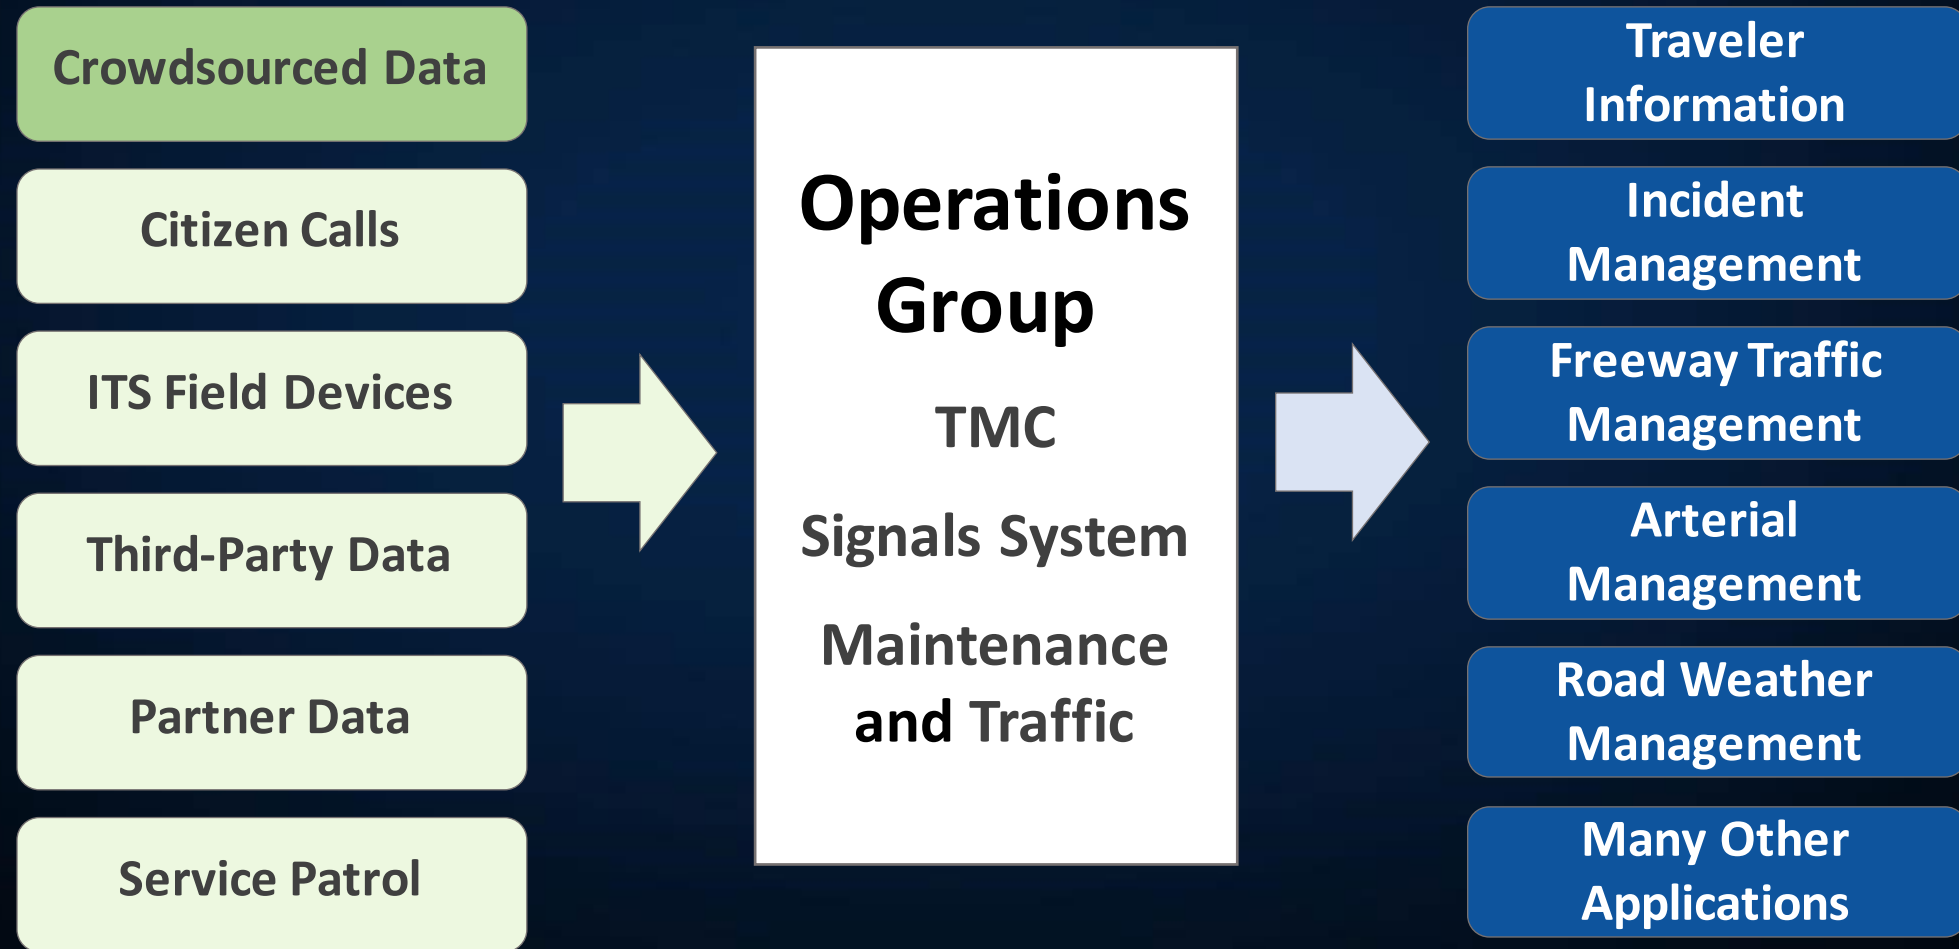 Crowdsourced Data
Citizen Calls
ITS Field Devices
Third-Party Data
Partner Data
Service Patrol
Operations
Group
TMC
Signals System
Maintenance
and Traffic
Traveler
Information
Incident
Management
Freeway Traffic
Management
Arterial
Management
Road Weather
Management
Many Other
Applications